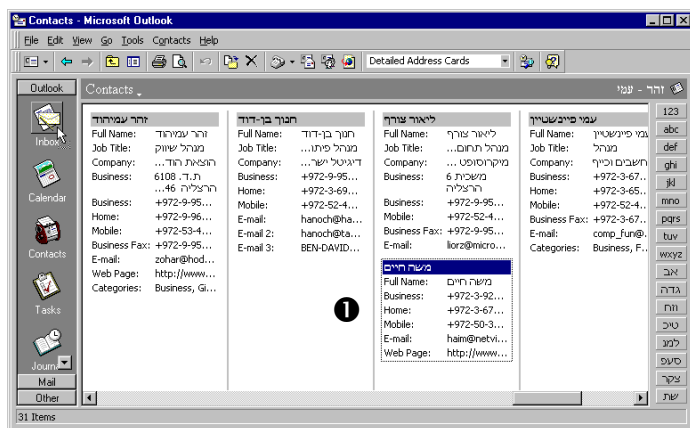 Contacts - Microsoft Outlook
File Edit View Go Tools Contacts Help
Detailed Address Cards
Outlook
Contacts
זהר - עמי
Inbox
Calendar
Contacts
Tasks
Journ
Mail
Other
זהר עמיהוד
Full Name: זהר עמיהוד
Job Title: מנהל שיווק
Company: הוצאת הוד...
Business: ת.ד. 6108
הרצליה 46...
Business: +972-9-95...
Home: +972-9-96...
Mobile: +972-53-4...
Business Fax: +972-9-95...
E-mail: zohar@hod...
Web Page: http://www...
Categories: Business, Gi...
חנוך בן-דוד
Full Name: חנוך בן-דוד
Job Title: מנהל פיתו...
Company: דיגיטל ישר...
Business: +972-9-95...
Home: +972-3-69...
Mobile: +972-52-4...
E-mail: hanoch@ha...
E-mail 2: hanoch@ta...
E-mail 3: BEN-DAVID...
ליאור צורף
Full Name: ליאור צורף
Job Title: מנהל תחום...
Company: מיקרוסופט ...
Business: משכית 6
הרצליה
Business: +972-9-95...
Mobile: +972-52-4...
Business Fax: +972-9-95...
E-mail: liorz@micro...
משה חיים
Full Name: משה חיים
Business: +972-3-92...
Home: +972-3-67...
Mobile: +972-50-3...
E-mail: haim@netvi...
Web Page: http://www...
עמי פיינשטיין
Full Name: עמי פיינשטיין
Job Title: מנהל
Company: חשבים וכייף
Business: +972-3-67...
Home: +972-3-65...
Mobile: +972-52-4...
Business Fax: +972-3-67...
E-mail: comp_fun@.
Categories: Business, F..
1
123
abc
def
ghi
jkl
mno
pqrs
tuv
wxyz
אב
גדה
וזח
טיכ
למנ
סעפ
צקר
שת
31 Items